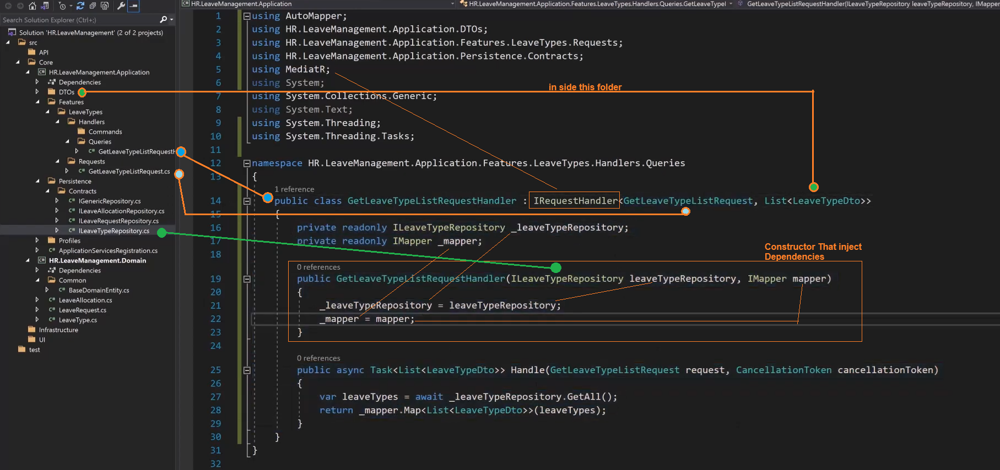 HR.LeaveManagement.Application
HR.LeaveManagement.Application.Features.LeaveTypes.Handlers.Queries.GetLeaveTypel
GetLeaveTypeListRequestHandler(ILeaveTypeRepository leaveTypeRepository, IMapper
Search Solution Explorer (Ctrl+;)
Solution 'HR.LeaveManagement' (2 of 2 projects)
src
API
Core
C# HR.LeaveManagement.Application
Dependencies
DTOs
Features
LeaveTypes
Handlers
Commands
Queries
C# GetLeaveTypeListRequestH
Requests
C# GetLeaveTypeListRequest.cs
Persistence
Contracts
C# IGenericRepository.cs
C# ILeaveAllocationRepository.cs
C# ILeaveRequestRepository.cs
C# ILeaveTypeRepository.cs
Profiles
C# ApplicationServicesRegistration.cs
C# HR.LeaveManagement.Domain
Dependencies
Common
C# BaseDomainEntity.cs
C# LeaveAllocation.cs
C# LeaveRequest.cs
C# LeaveType.cs
Infrastructure
UI
test
1 using AutoMapper;
2 using HR.LeaveManagement.Application.DTOs;
3 using HR.LeaveManagement.Application.Features.LeaveTypes.Requests;
4 using HR.LeaveManagement.Application.Persistence.Contracts;
5 using MediatR;
6 using System;
in side this folder
7 using System.Collections.Generic;
8 using System.Text;
9 using System.Threading;
10 using System.Threading.Tasks;
11
12 namespace HR.LeaveManagement.Application.Features.LeaveTypes.Handlers.Queries
13 {
1 reference
14 public class GetLeaveTypeListRequestHandler : IRequestHandler<GetLeaveTypeListRequest, List<LeaveTypeDto>>
15 {
16 private readonly ILeaveTypeRepository _leaveTypeRepository;
17 private readonly IMapper _mapper;
18
Constructor That inject
Dependencies
0 references
19 public GetLeaveTypeListRequestHandler(ILeaveTypeRepository leaveTypeRepository, IMapper mapper)
20 {
21 _leaveTypeRepository = leaveTypeRepository;
22 _mapper = mapper;
23 }
24
0 references
25 public async Task<List<LeaveTypeDto>> Handle(GetLeaveTypeListRequest request, CancellationToken cancellationToken)
26 {
27 var leaveTypes = await _leaveTypeRepository.GetAll();
28 return _mapper.Map<List<LeaveTypeDto>>(leaveTypes);
29 }
30 }
31 }
32